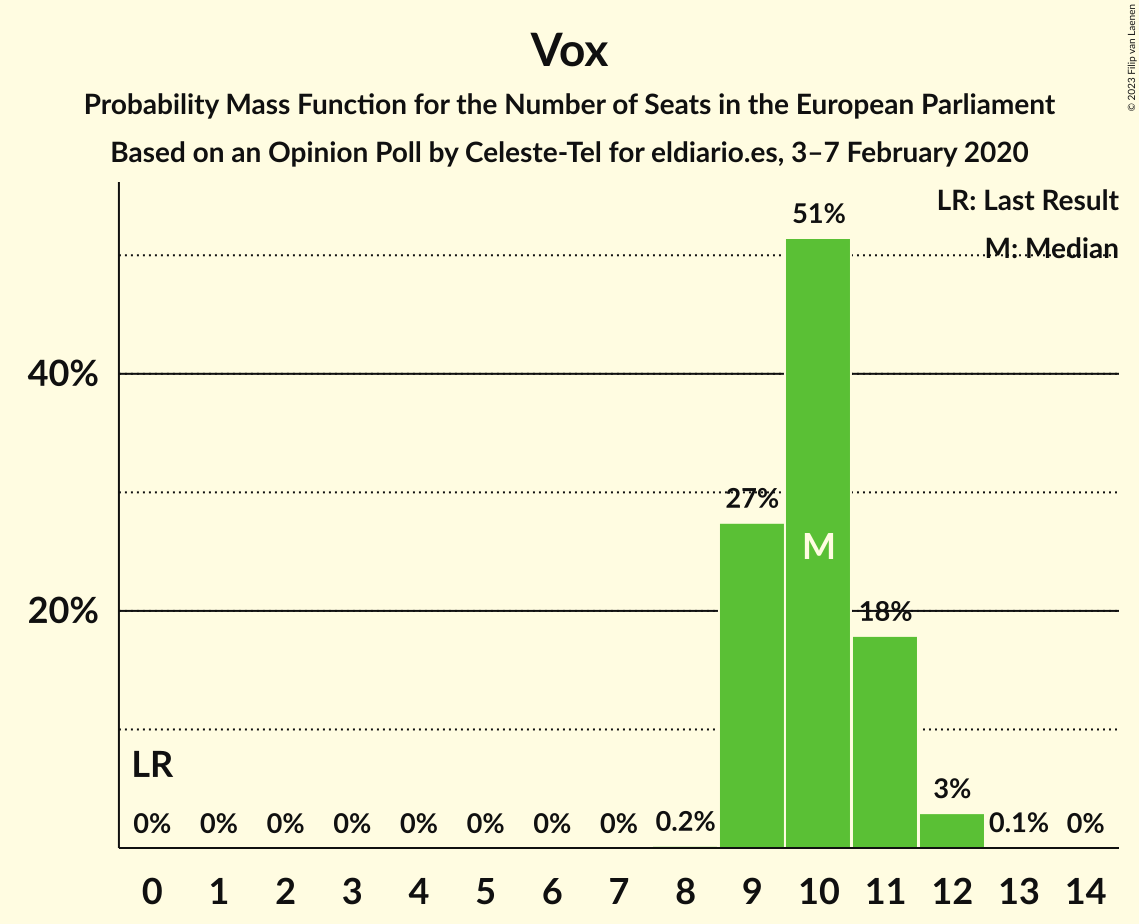 Vox
Probability Mass Function for the Number of Seats in the European Parliament
Based on an Opinion Poll by Celeste-Tel for eldiario.es, 3–7 February 2020
© 2023 Filip van Laenen
LR: Last Result
M: Median
51%
40%
27%
M
20%
18%
LR
3%
0% 0% 0% 0% 0% 0% 0% 0% 0.2% 0.1% 0%
0 1 2 3 4 5 6 7 8 9 10 11 12 13 14